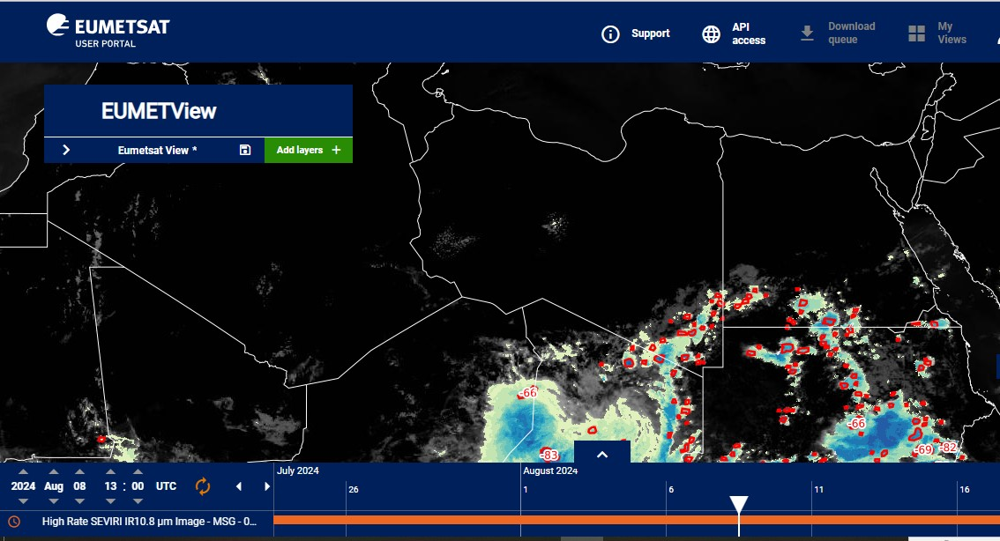 EUMETSAT
USER PORTAL
Support
API
access
Download
queue
My
Views
EUMETView
Eumetsat View *
Add layers +
-66
-83
-66
-69
-82
2024 Aug 08 13 : 00 UTC
July 2024
August 2024
26
1
6
11
16
High Rate SEVIRI IR10.8 µm Image - MSG - 0...